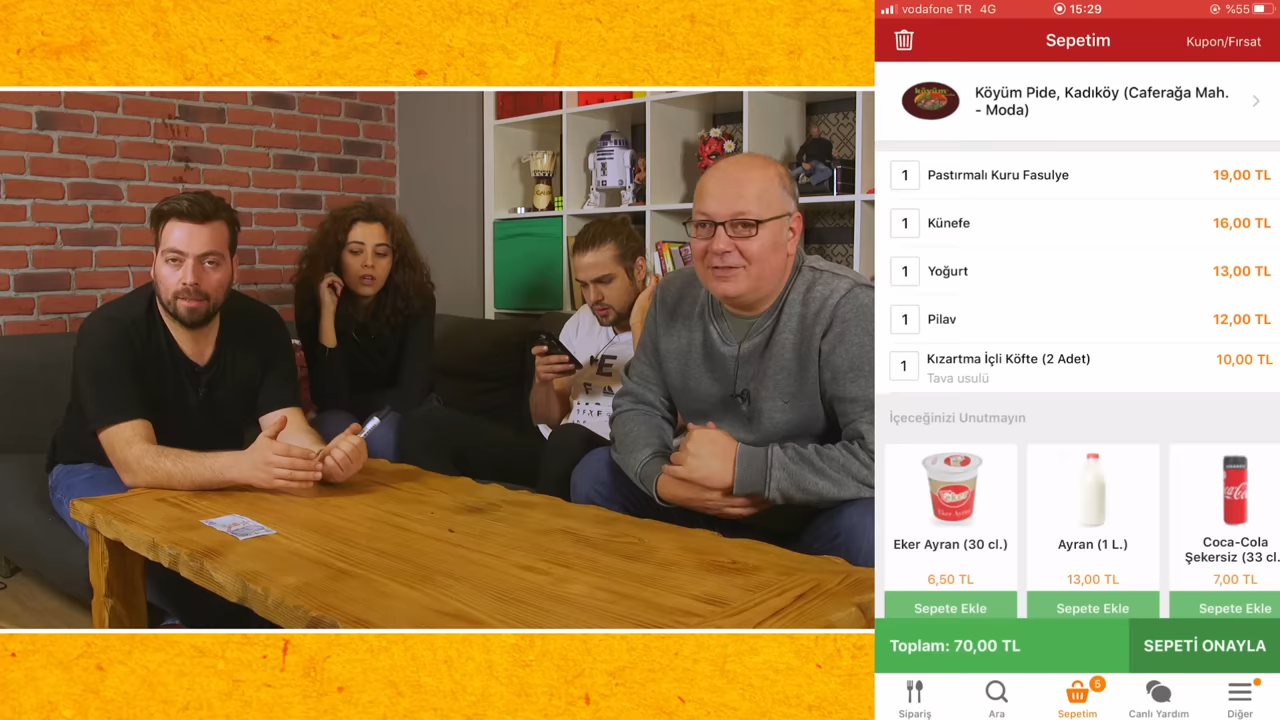 vodafone TR 4G
15:29
%55
Sepetim
Kupon/Fırsat
köyüm
Köyüm Pide, Kadıköy (Caferağa Mah.
- Moda)
1 Pastırmalı Kuru Fasulye 19,00 TL
1 Künefe 16,00 TL
1 Yoğurt 13,00 TL
1 Pilav 12,00 TL
1 Kızartma İçli Köfte (2 Adet) 10,00 TL
Tava usulü
İçeceğinizi Unutmayın
Eker Ayran (30 cl.)
6,50 TL
Sepete Ekle
Ayran (1 L.)
13,00 TL
Sepete Ekle
Coca-Cola
Şekersiz (33 cl.
7,00 TL
Sepete Ekle
Toplam: 70,00 TL
SEPETİ ONAYLA
5
Sipariş
Ara
Sepetim
Canlı Yardım
Diğer